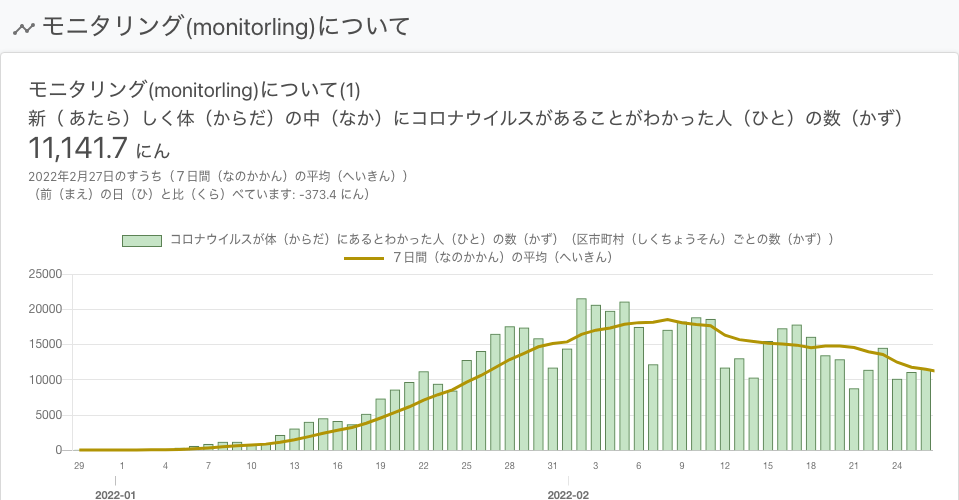 モニタリング(monitorling)について
モニタリング(monitorling)について(1)
新（ あたら）しく体（からだ）の中（なか）にコロナウイルスがあることがわかった人（ひと）の数（かず）
11,141.7 にん
2022年2月27日のすうち（７日間（なのかかん）の平均（へいきん））
（前（まえ）の日（ひ）と比（くら）べています: -373.4 にん）
コロナウイルスが体（からだ）にあるとわかった人（ひと）の数（かず）（区市町村（しくちょうそん）ごとの数（かず））
７日間（なのかかん）の平均（へいきん）
25000
20000
15000
10000
5000
0
29 1 4 7 10 13 16 19 22 25 28 31 3 6 9 12 15 18 21 24
2022-01 2022-02